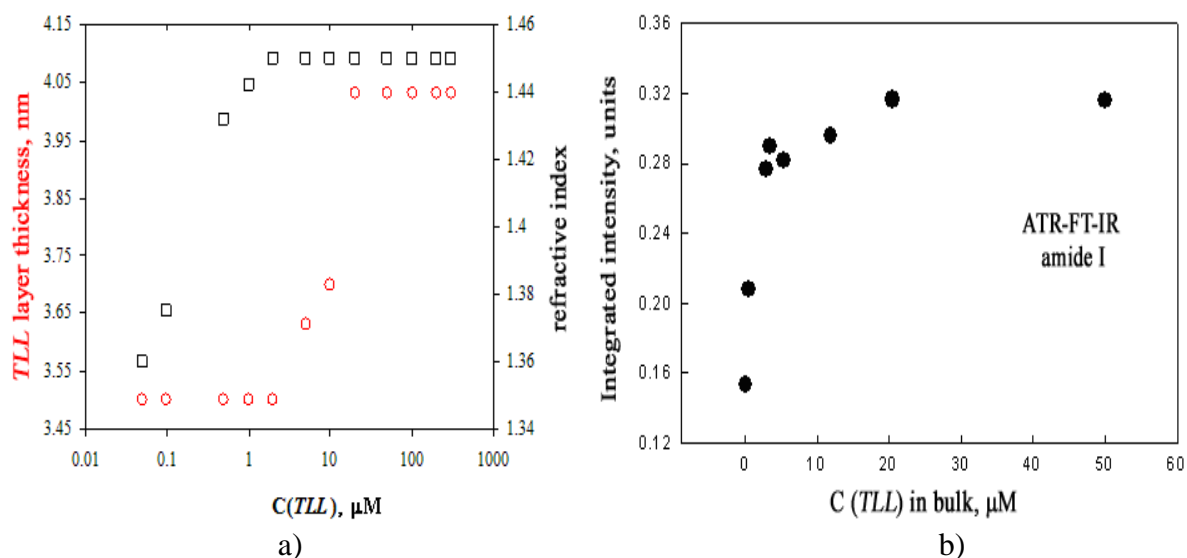 4.15
4.05
3.95
3.85
3.75
3.65
3.55
3.45
TLL layer thickness, nm
1.46
1.44
1.42
1.4
1.38
1.36
1.34
refractive index
0.01 0.1 1 10 100 1000
C(TLL), μM
a)
0.36
0.32
0.28
0.24
0.20
0.16
0.12
Integrated intensity, units
ATR-FT-IR
amide I
0 10 20 30 40 50 60
C (TLL) in bulk, μM
b)